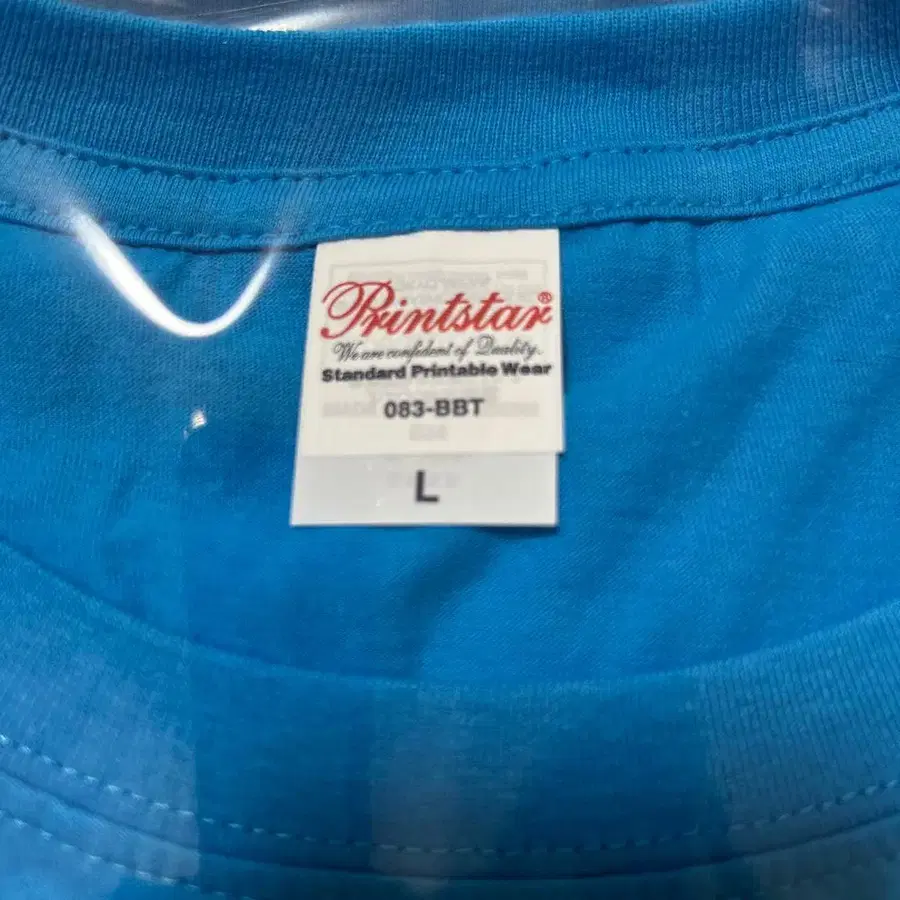 Printstar®
We are confident of Quality.
Standard Printable Wear
083-BBT
L